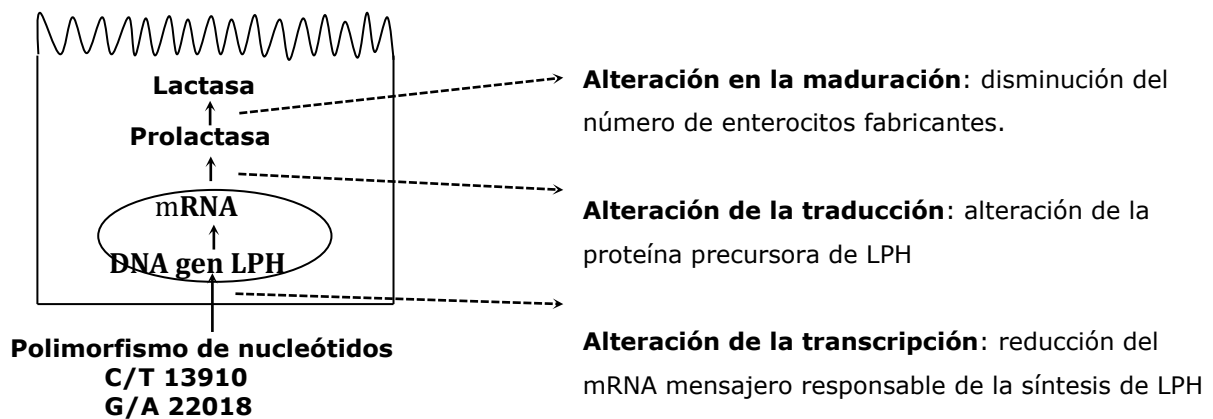 Lactasa
Prolactasa
mRNA
DNA gen LPH
Polimorfismo de nucleótidos
C/T 13910
G/A 22018
Alteración en la maduración: disminución del
número de enterocitos fabricantes.
Alteración de la traducción: alteración de la
proteína precursora de LPH
Alteración de la transcripción: reducción del
mRNA mensajero responsable de la síntesis de LPH